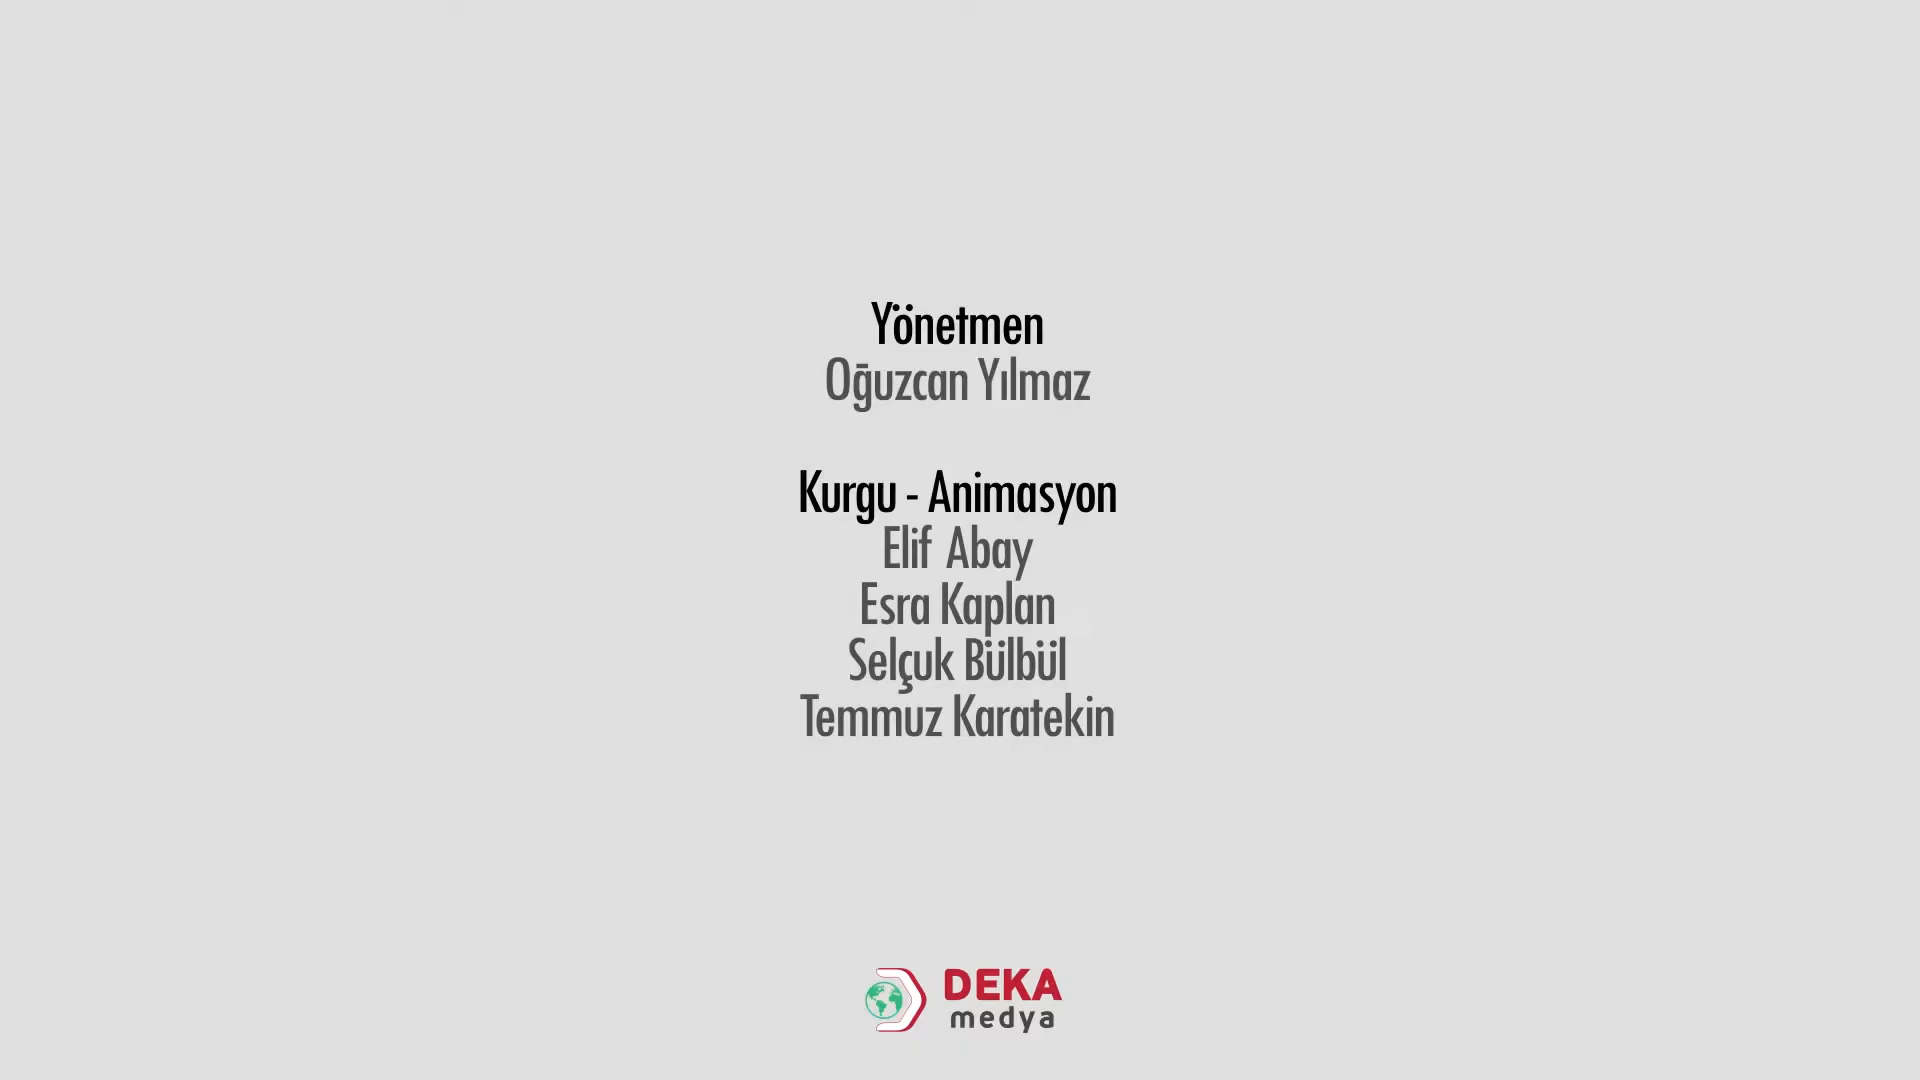 Yönetmen
Oğuzcan Yılmaz
Kurgu - Animasyon
Elif Abay
Esra Kaplan
Selçuk Bülbül
Temmuz Karatekin
DEKA
medya